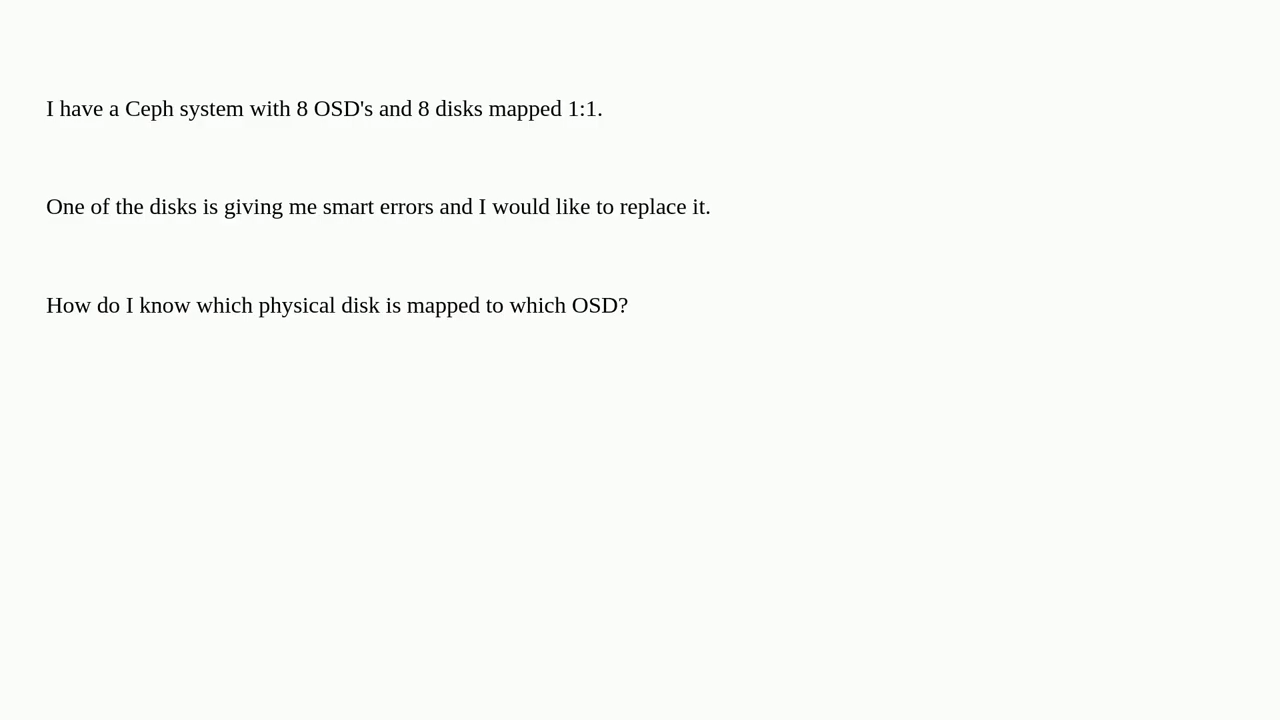 I have a Ceph system with 8 OSD's and 8 disks mapped 1:1.
One of the disks is giving me smart errors and I would like to replace it.
How do I know which physical disk is mapped to which OSD?